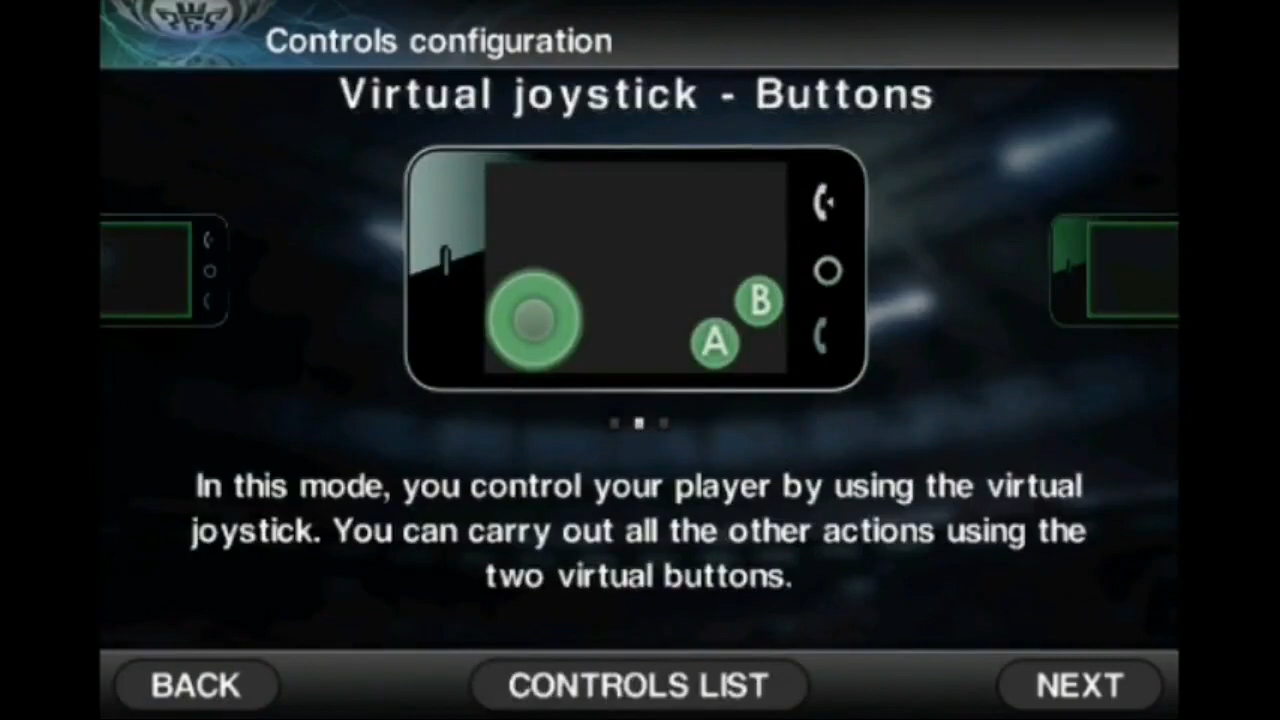 PES
Controls configuration
Virtual joystick - Buttons
B
A
In this mode, you control your player by using the virtual
joystick. You can carry out all the other actions using the
two virtual buttons.
BACK
CONTROLS LIST
NEXT